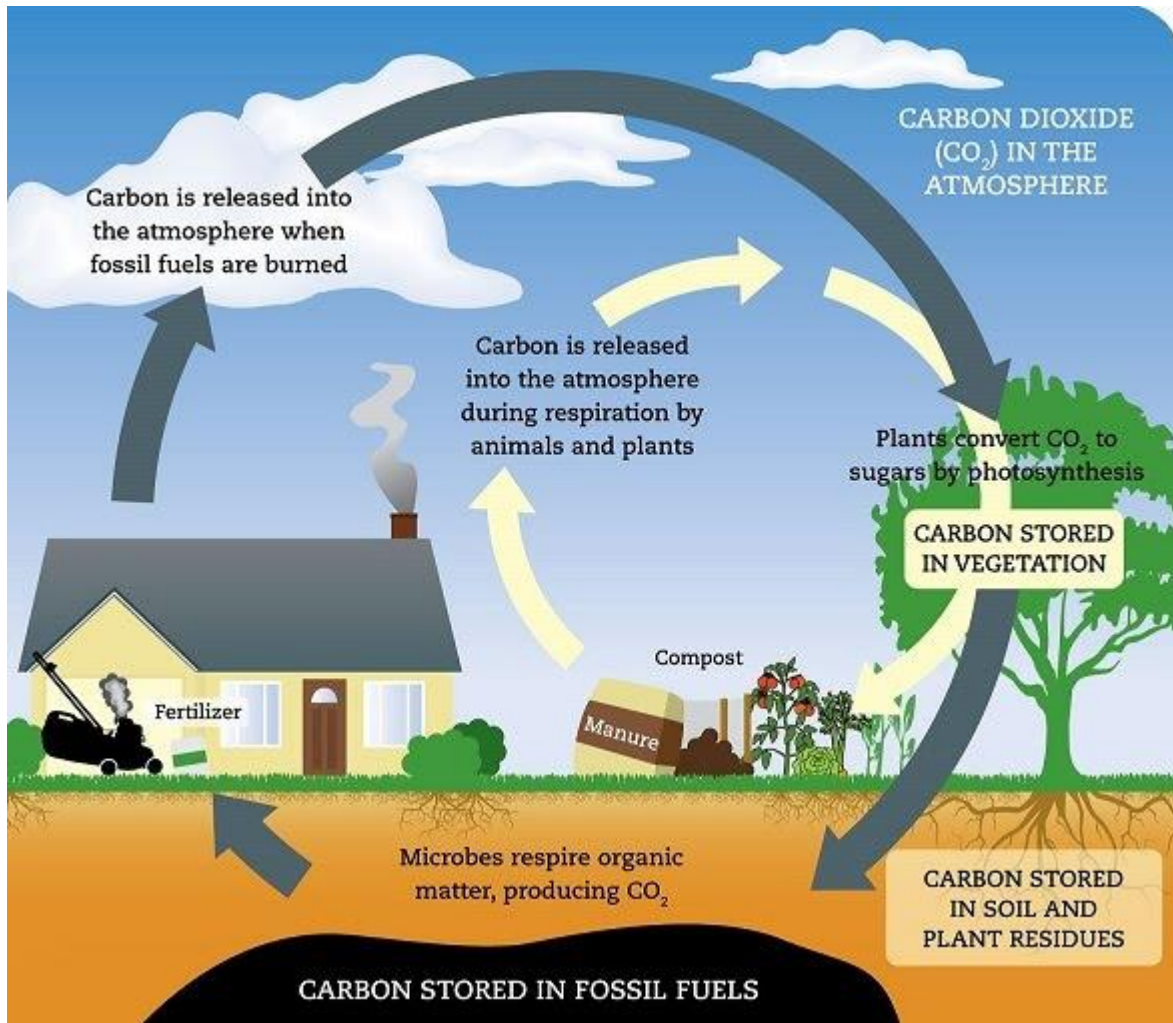 CARBON DIOXIDE
(CO₂) IN THE
ATMOSPHERE
Carbon is released into
the atmosphere when
fossil fuels are burned
Carbon is released
into the atmosphere
during respiration by
animals and plants
Plants convert CO₂ to
sugars by photosynthesis
CARBON STORED
IN VEGETATION
Compost
Fertilizer
Manure
Microbes respire organic
matter, producing CO₂
CARBON STORED
IN SOIL AND
PLANT RESIDUES
CARBON STORED IN FOSSIL FUELS